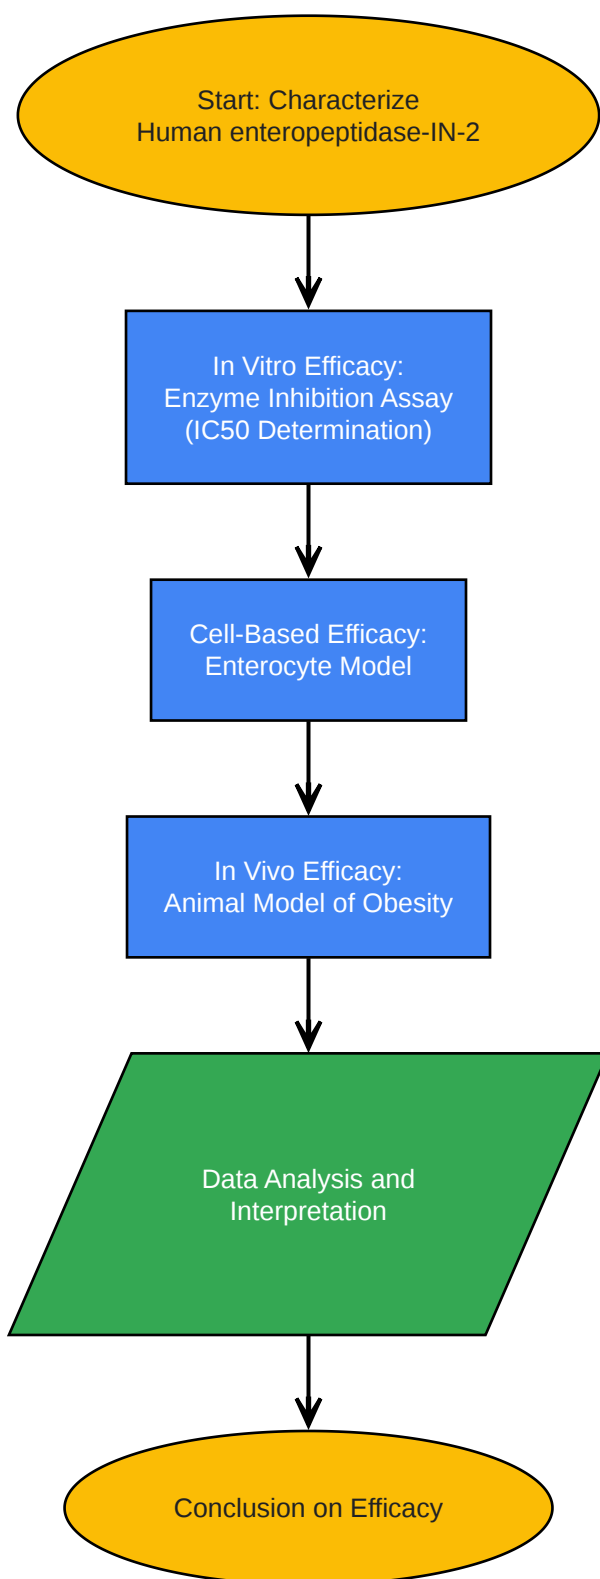 Start: Characterize
Human enteropeptidase-IN-2
In Vitro Efficacy:
Enzyme Inhibition Assay
(IC50 Determination)
Cell-Based Efficacy:
Enterocyte Model
In Vivo Efficacy:
Animal Model of Obesity
Data Analysis and
Interpretation
Conclusion on Efficacy